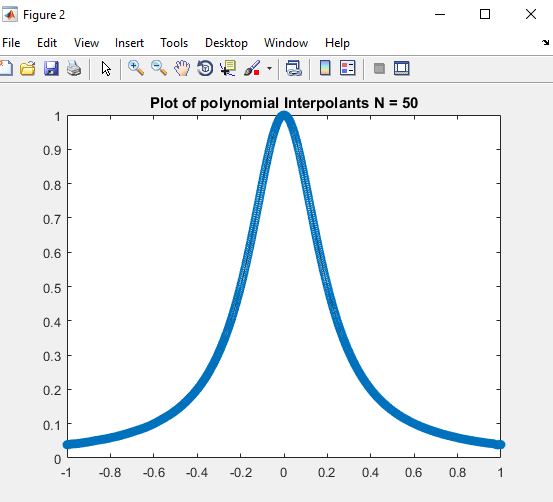 Figure 2
File Edit View Insert Tools Desktop Window Help
Plot of polynomial Interpolants N = 50
1
0.9
0.8
0.7
0.6
0.5
0.4
0.3
0.2
0.1
0
-1 -0.8 -0.6 -0.4 -0.2 0 0.2 0.4 0.6 0.8 1